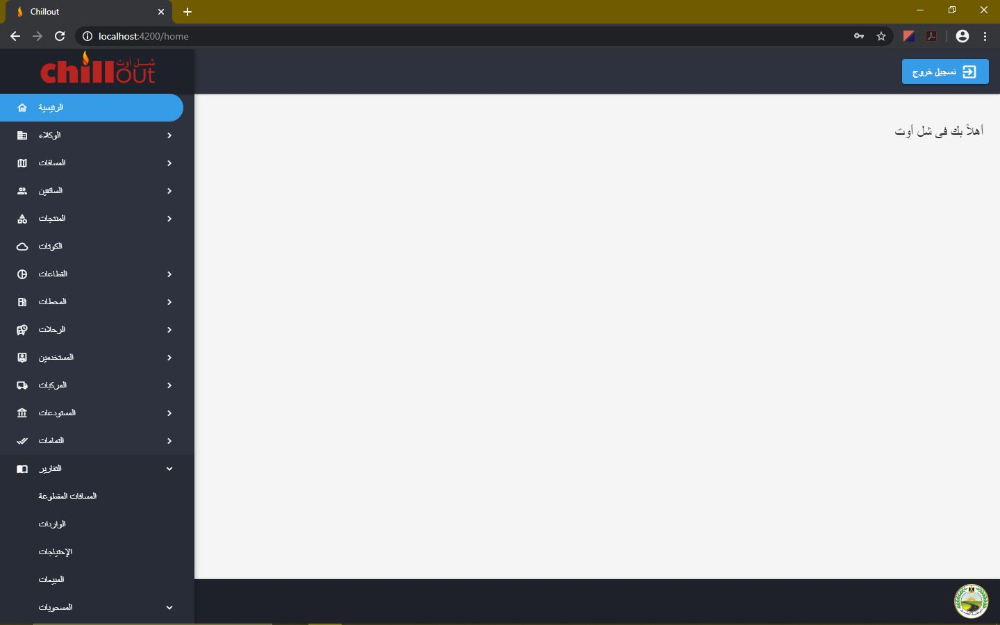 Chillout
localhost:4200/home
chillout
شل أوت
تسجيل خروج
الرئيسية
الوكلاء
المسافات
السائقين
المنتجات
الكوتات
القطاعات
المحطات
الرحلات
المستخدمين
المركبات
المستودعات
التمامات
التقارير
المسافات المقطوعة
الواردات
الإحتياجات
المبيعات
المسحوبات
أهلاً بك فى شل أوت